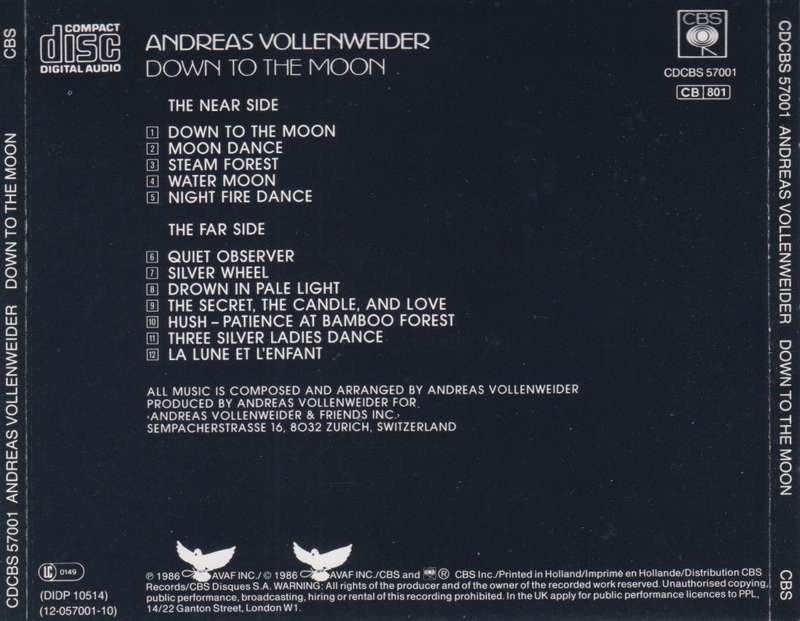 COMPACT
disc
DIGITAL AUDIO
ANDREAS VOLLENWEIDER
DOWN TO THE MOON
CBS
CDCBS 57001
CB 801
THE NEAR SIDE
1 DOWN TO THE MOON
2 MOON DANCE
3 STEAM FOREST
4 WATER MOON
5 NIGHT FIRE DANCE
THE FAR SIDE
6 QUIET OBSERVER
7 SILVER WHEEL
8 DROWN IN PALE LIGHT
9 THE SECRET, THE CANDLE, AND LOVE
10 HUSH – PATIENCE AT BAMBOO FOREST
11 THREE SILVER LADIES DANCE
12 LA LUNE ET L'ENFANT
ALL MUSIC IS COMPOSED AND ARRANGED BY ANDREAS VOLLENWEIDER
PRODUCED BY ANDREAS VOLLENWEIDER FOR
‹ANDREAS VOLLENWEIDER & FRIENDS INC.›
SEMPACHERSTRASSE 16, 8032 ZURICH, SWITZERLAND
LC 0149
(DIDP 10514)
(12-057001-10)
℗ 1986 AVAF INC./© 1986 AVAF INC./CBS and ® CBS Inc./Printed in Holland/Imprimé en Hollande/Distribution CBS
Records/CBS Disques S.A. WARNING: All rights of the producer and of the owner of the recorded work reserved. Unauthorised copying,
public performance, broadcasting, hiring or rental of this recording prohibited. In the UK apply for public performance licences to PPL,
14/22 Ganton Street, London W1.
CDCBS 57001 ANDREAS VOLLENWEIDER DOWN TO THE MOON CBS
CDCBS 57001 ANDREAS VOLLENWEIDER DOWN TO THE MOON CBS